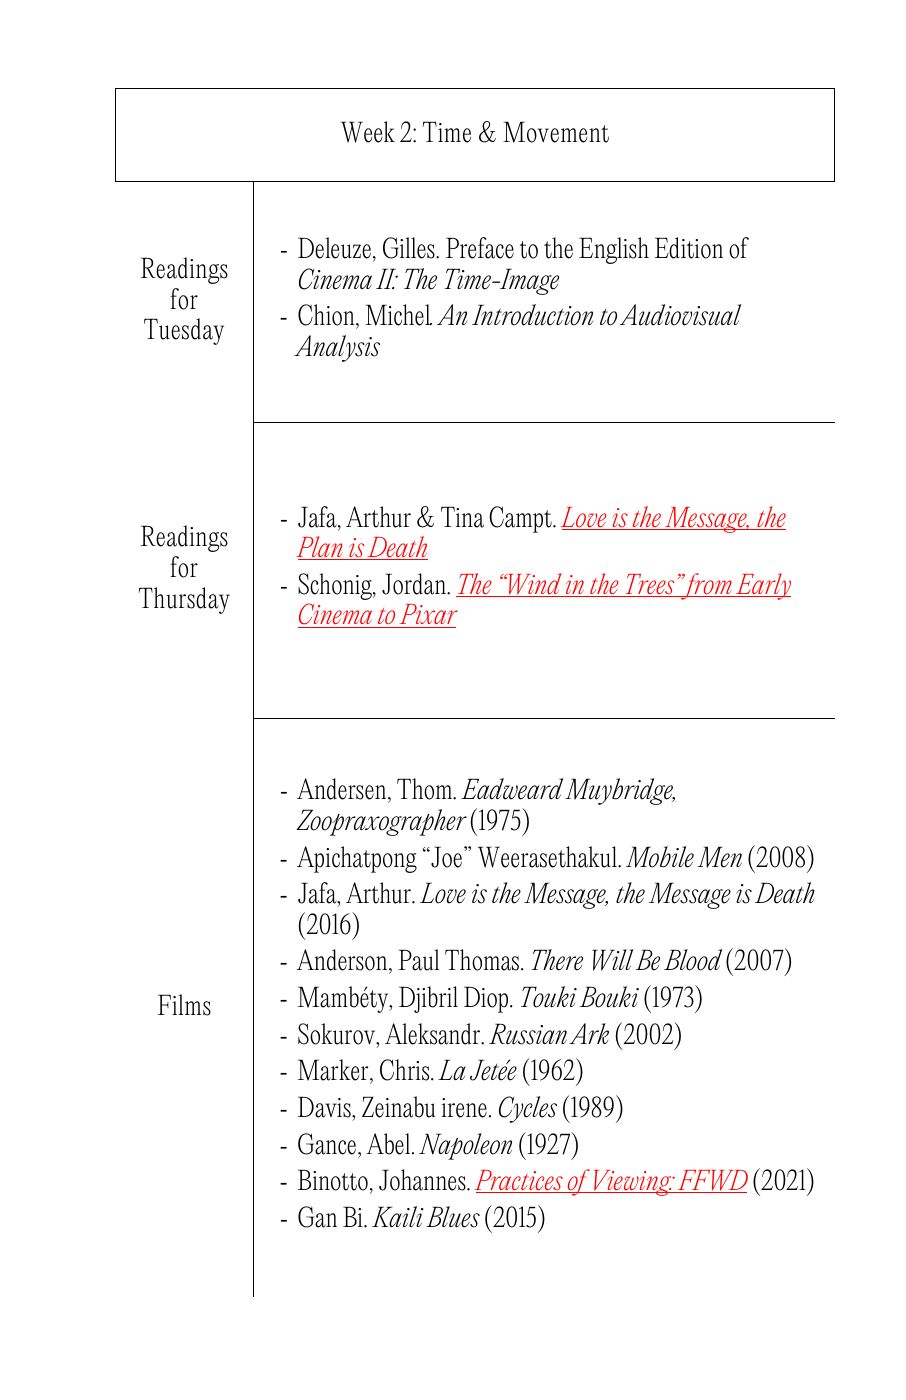 Week 2: Time & Movement
Readings
for
Tuesday
- Deleuze, Gilles. Preface to the English Edition of
Cinema II: The Time-Image
- Chion, Michel. An Introduction to Audiovisual
Analysis
Readings
for
Thursday
- Jafa, Arthur & Tina Campt. Love is the Message, the
Plan is Death
- Schonig, Jordan. The “Wind in the Trees” from Early
Cinema to Pixar
Films
- Andersen, Thom. Eadweard Muybridge,
Zoopraxographer (1975)
- Apichatpong “Joe” Weerasethakul. Mobile Men (2008)
- Jafa, Arthur. Love is the Message, the Message is Death
(2016)
- Anderson, Paul Thomas. There Will Be Blood (2007)
- Mambéty, Djibril Diop. Touki Bouki (1973)
- Sokurov, Aleksandr. Russian Ark (2002)
- Marker, Chris. La Jetée (1962)
- Davis, Zeinabu irene. Cycles (1989)
- Gance, Abel. Napoleon (1927)
- Binotto, Johannes. Practices of Viewing: FFWD (2021)
- Gan Bi. Kaili Blues (2015)